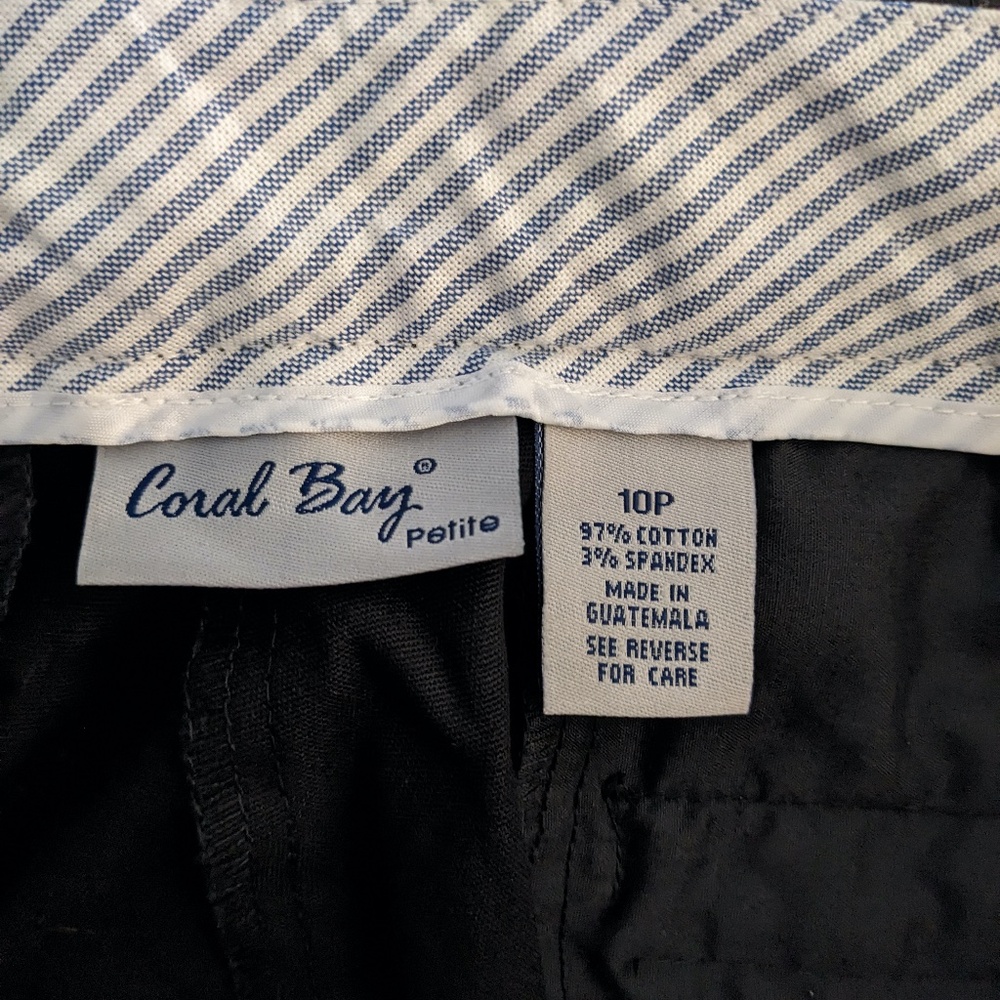 Coral Bay®
Petite
10P
97% COTTON
3% SPANDEX
MADE IN
GUATEMALA
SEE REVERSE
FOR CARE